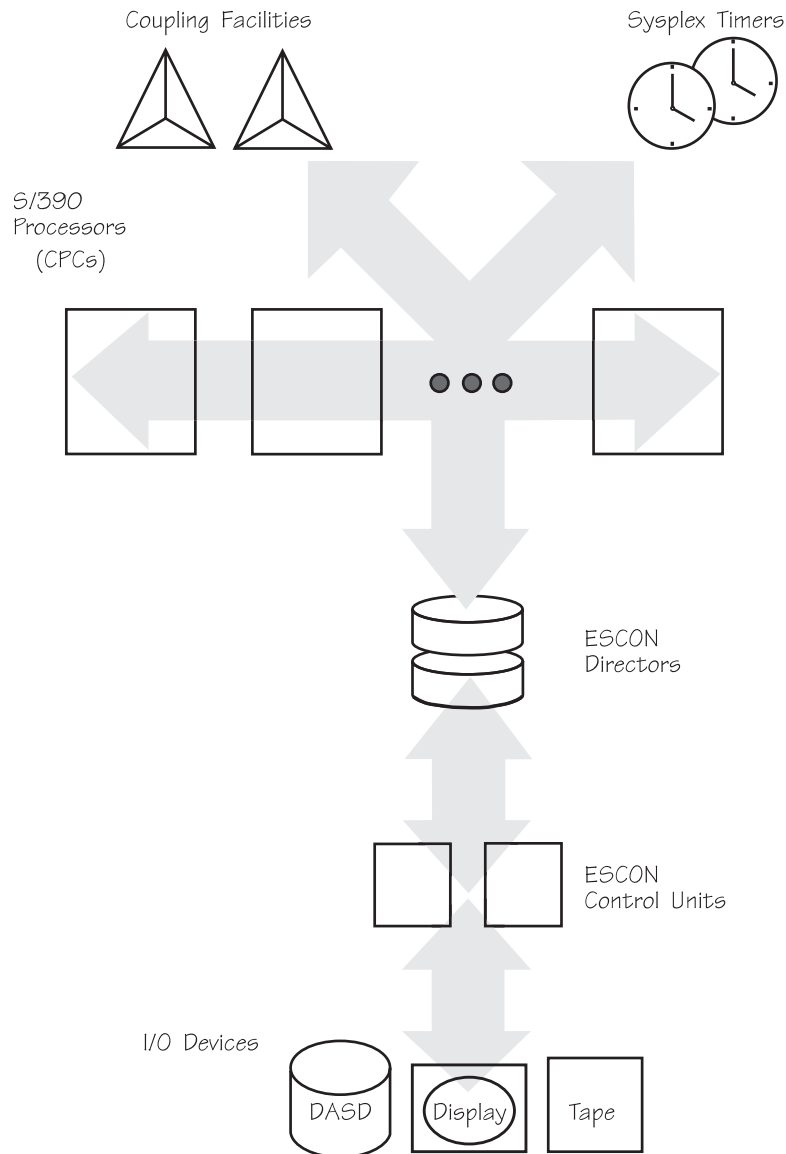 Coupling Facilities
Sysplex Timers
S/390
Processors
(CPCs)
ESCON
Directors
ESCON
Control Units
I/O Devices
DASD
Display
Tape